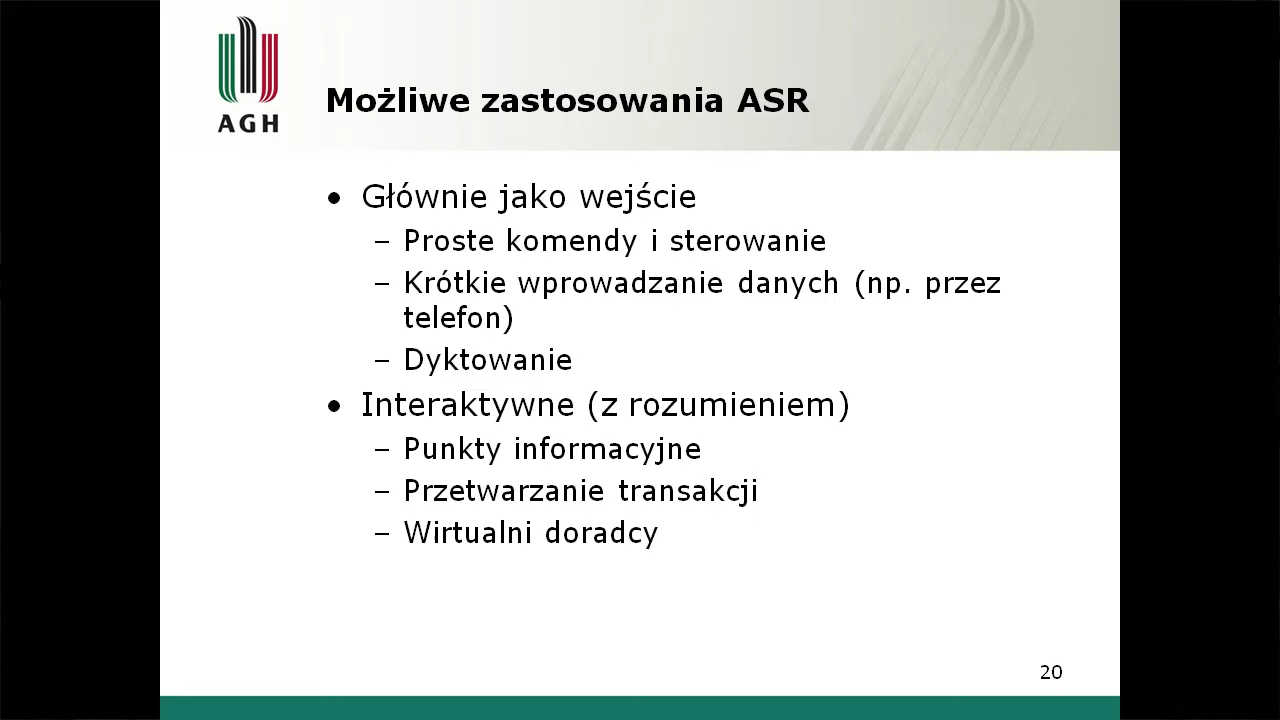 AGH
Możliwe zastosowania ASR
• Głównie jako wejście
– Proste komendy i sterowanie
– Krótkie wprowadzanie danych (np. przez
telefon)
– Dyktowanie
• Interaktywne (z rozumieniem)
– Punkty informacyjne
– Przetwarzanie transakcji
– Wirtualni doradcy
20